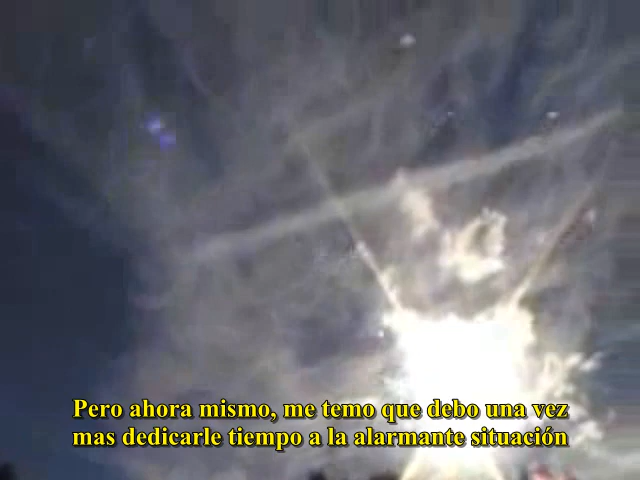 Pero ahora mismo, me temo que debo una vez
mas dedicarle tiempo a la alarmante situación